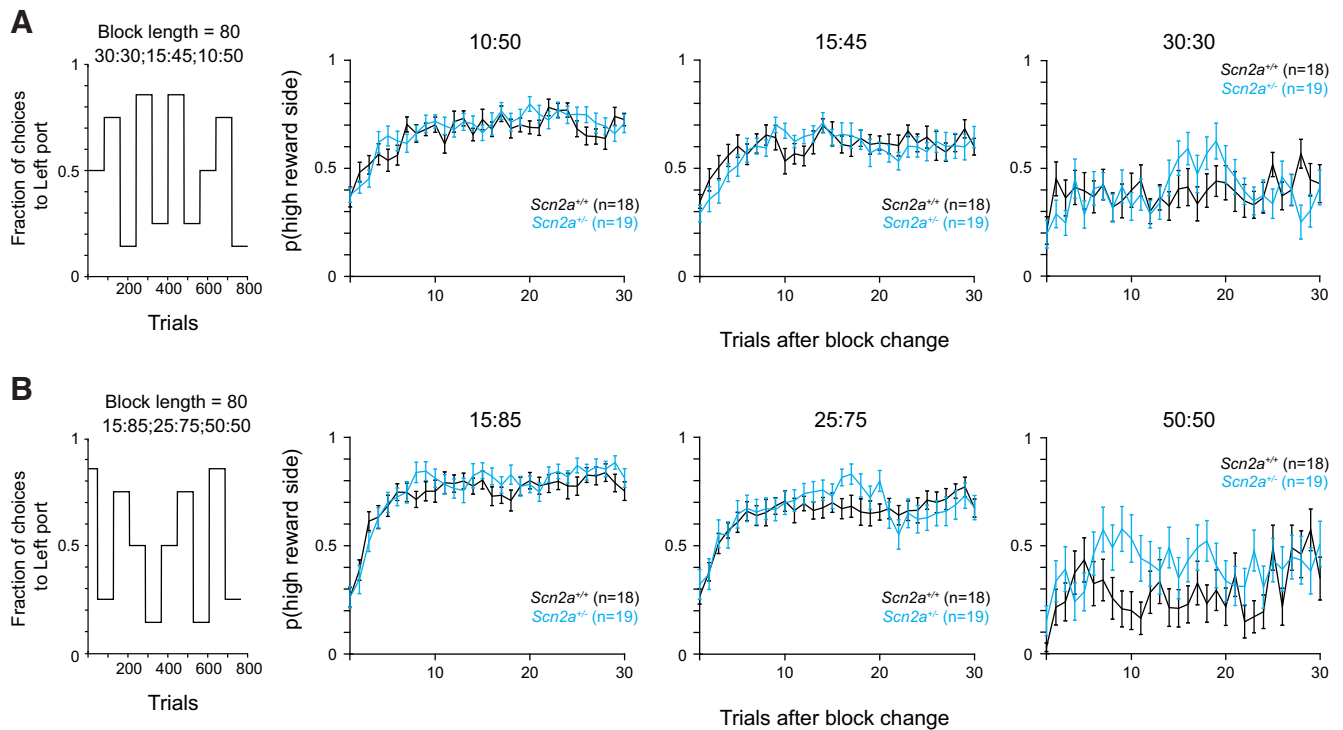 A
Block length = 80
30:30;15:45;10:50
Fraction of choices
to Left port
1
0.5
0
200 400 600 800
Trials
10:50
p(high reward side)
1
0.5
0
10 20 30
Scn2a+/+ (n=18)
Scn2a+/- (n=19)
15:45
1
0.5
0
10 20 30
Scn2a+/+ (n=18)
Scn2a+/- (n=19)
Trials after block change
30:30
Scn2a+/+ (n=18)
Scn2a+/- (n=19)
1
0.5
0
10 20 30
B
Block length = 80
15:85;25:75;50:50
Fraction of choices
to Left port
1
0.5
0
200 400 600 800
Trials
15:85
p(high reward side)
1
0.5
0
10 20 30
Scn2a+/+ (n=18)
Scn2a+/- (n=19)
25:75
1
0.5
0
10 20 30
Scn2a+/+ (n=18)
Scn2a+/- (n=19)
Trials after block change
50:50
Scn2a+/+ (n=18)
Scn2a+/- (n=19)
1
0.5
0
10 20 30